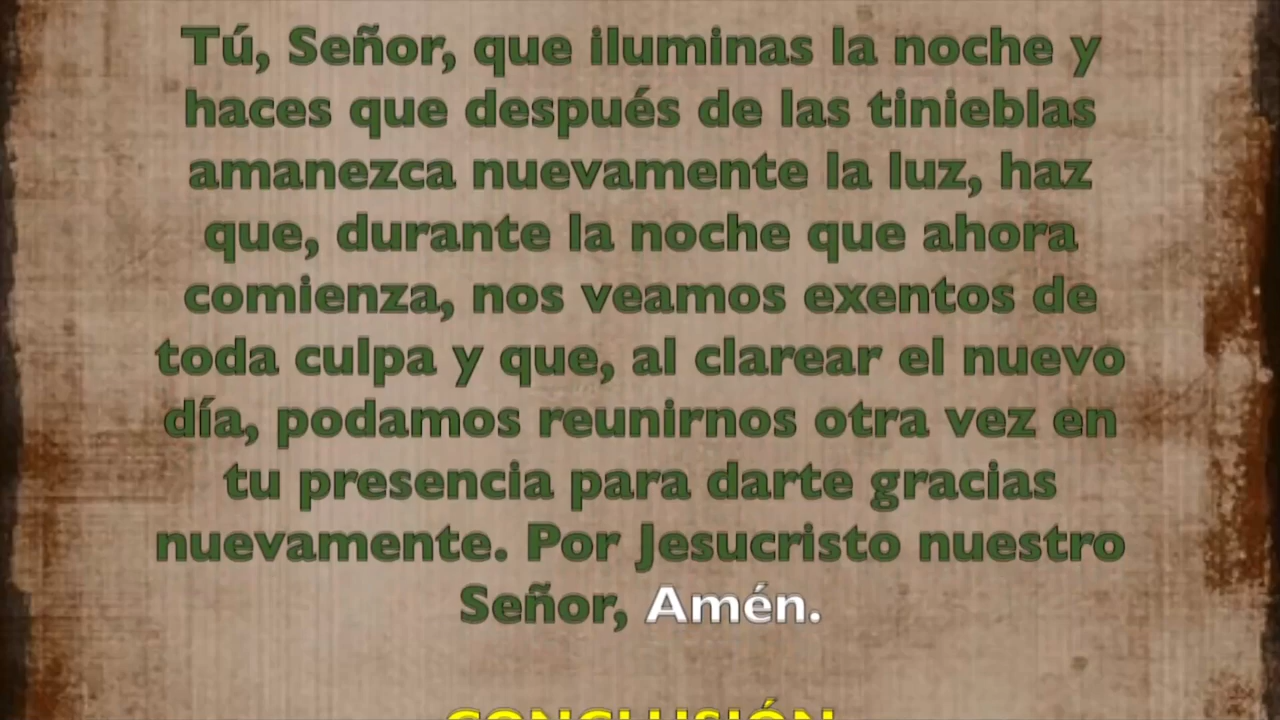 Tú, Señor, que iluminas la noche y
haces que después de las tinieblas
amanezca nuevamente la luz, haz
que, durante la noche que ahora
comienza, nos veamos exentos de
toda culpa y que, al clarear el nuevo
día, podamos reunirnos otra vez en
tu presencia para darte gracias
nuevamente. Por Jesucristo nuestro
Señor, Amén.
CONCLUSIÓN